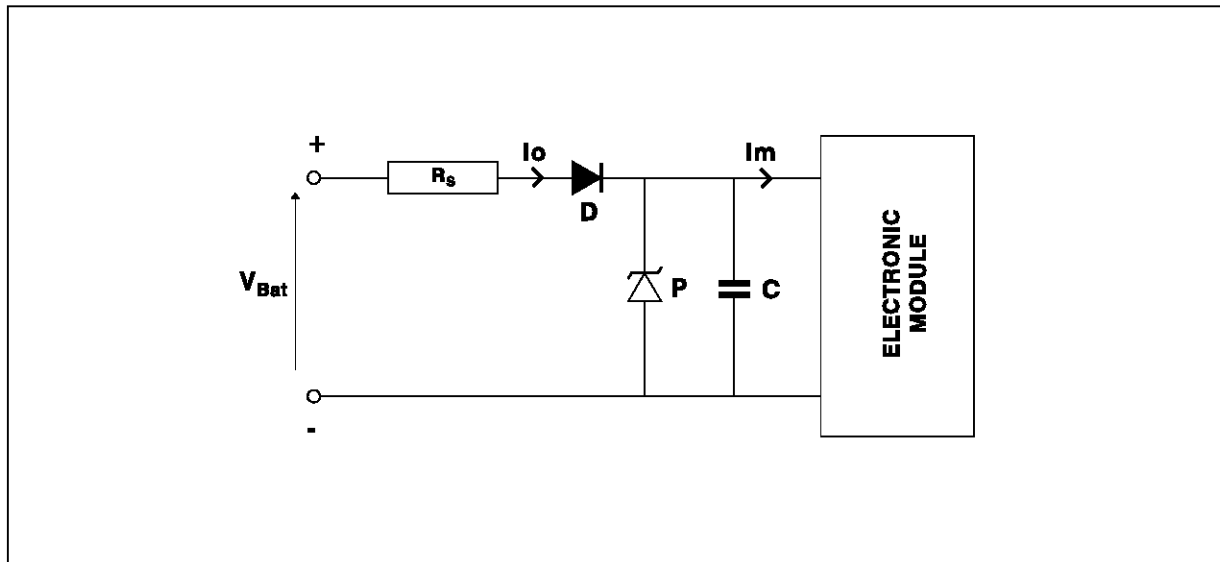 +
Rs
Io
D
Im
VBat
P
C
ELECTRONIC
MODULE
-